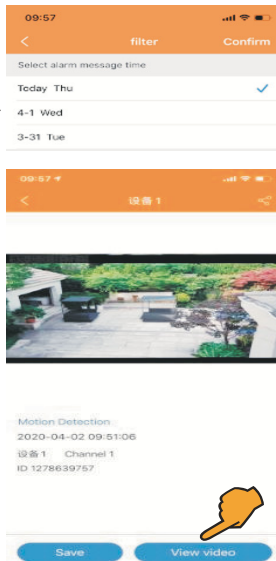 09:57
filter
Confirm
Select alarm message time
Today Thu
4-1 Wed
3-31 Tue
09:57
设备 1
Motion Detection
2020-04-02 09:51:06
设备 1 Channel 1
ID 1278639757
Save
View video